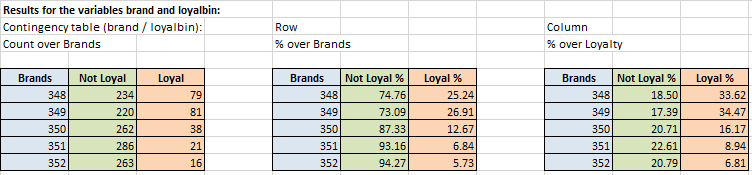 Results for the variables brand and loyalbin:
Contingency table (brand / loyalbin): Row Column
Count over Brands % over Brands % over Loyalty
Brands Not Loyal Loyal Brands Not Loyal % Loyal % Brands Not Loyal % Loyal %
348 234 79 348 74.76 25.24 348 18.50 33.62
349 220 81 349 73.09 26.91 349 17.39 34.47
350 262 38 350 87.33 12.67 350 20.71 16.17
351 286 21 351 93.16 6.84 351 22.61 8.94
352 263 16 352 94.27 5.73 352 20.79 6.81